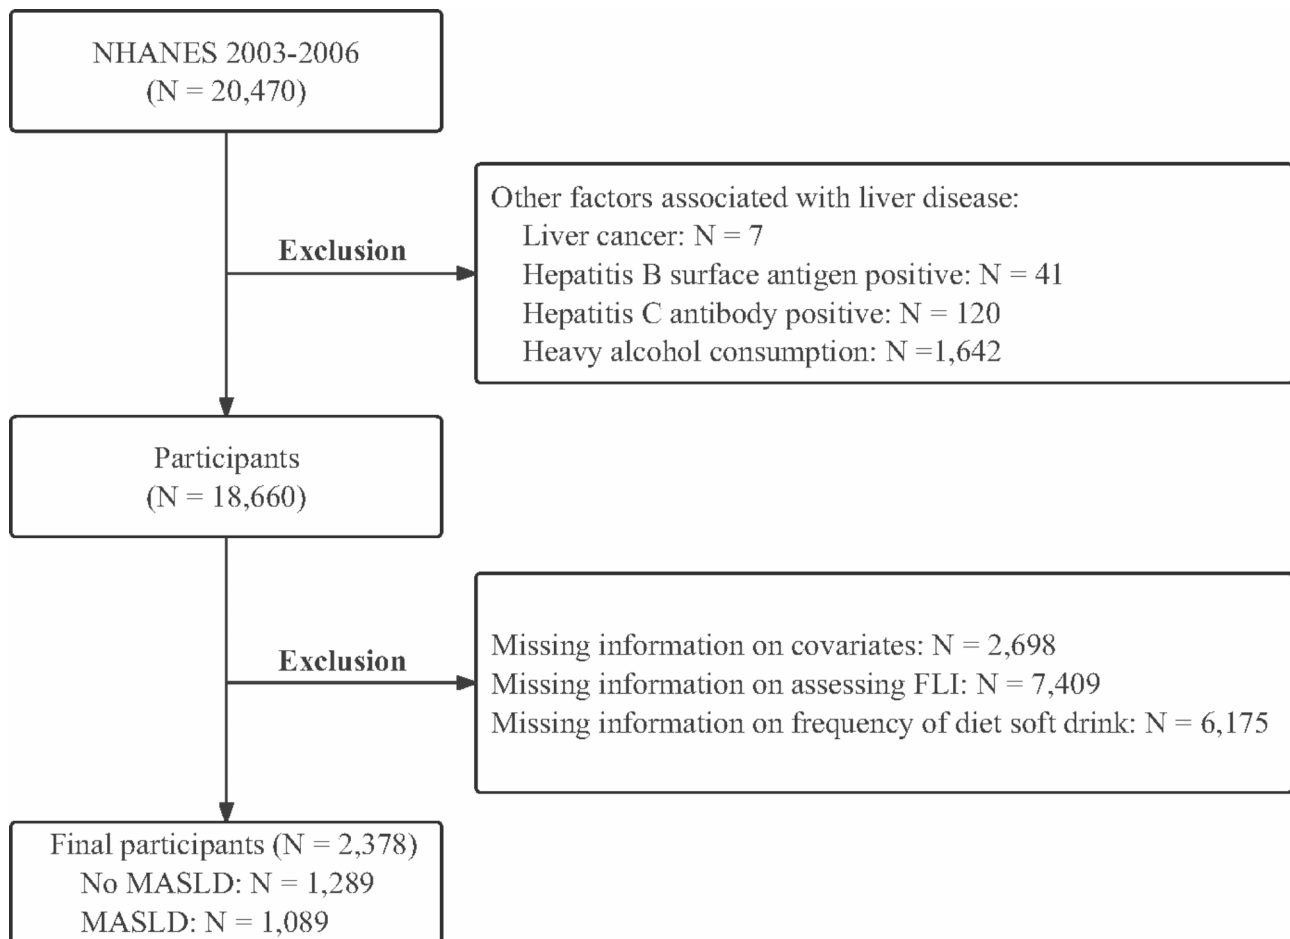 NHANES 2003-2006
(N = 20,470)
Exclusion
Other factors associated with liver disease:
Liver cancer: N = 7
Hepatitis B surface antigen positive: N = 41
Hepatitis C antibody positive: N = 120
Heavy alcohol consumption: N =1,642
Participants
(N = 18,660)
Exclusion
Missing information on covariates: N = 2,698
Missing information on assessing FLI: N = 7,409
Missing information on frequency of diet soft drink: N = 6,175
Final participants (N = 2,378)
No MASLD: N = 1,289
MASLD: N = 1,089